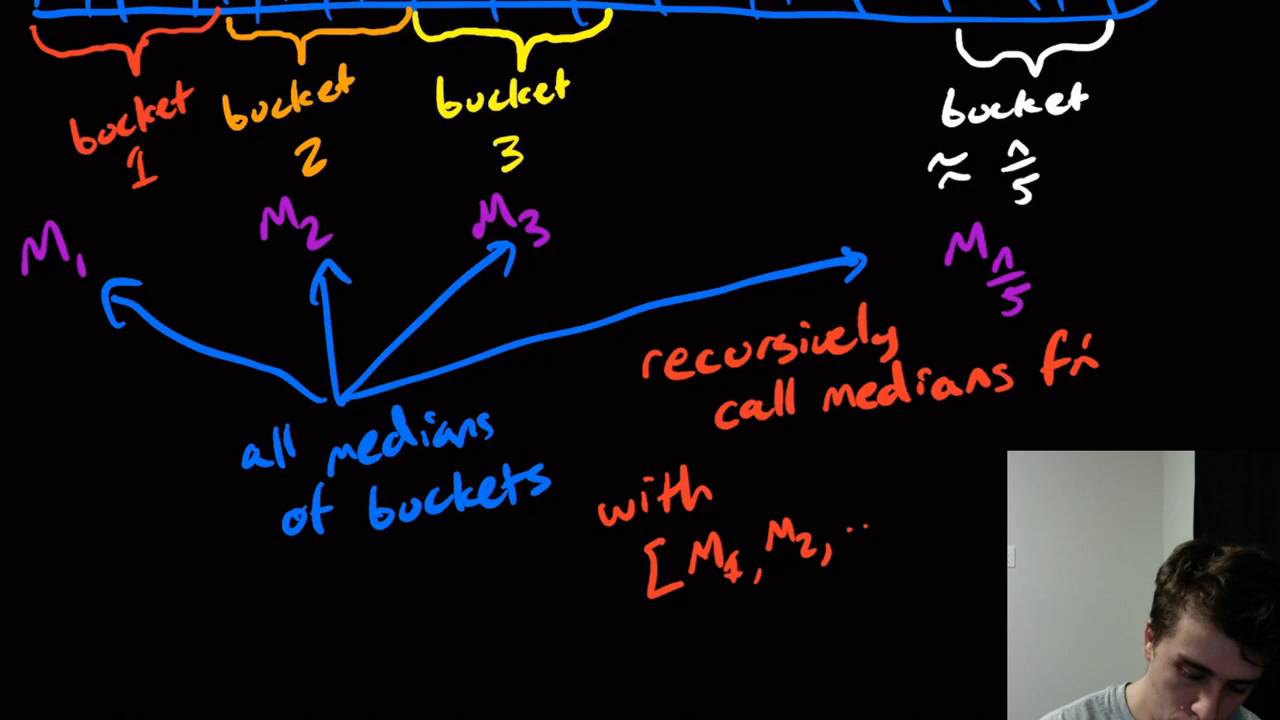 bucket
1
bucket
2
bucket
3
bucket
≈ n/5
M1
M2
M3
Mn/5
all medians
of buckets
recursively
call medians fn
with
[M1, M2, ..